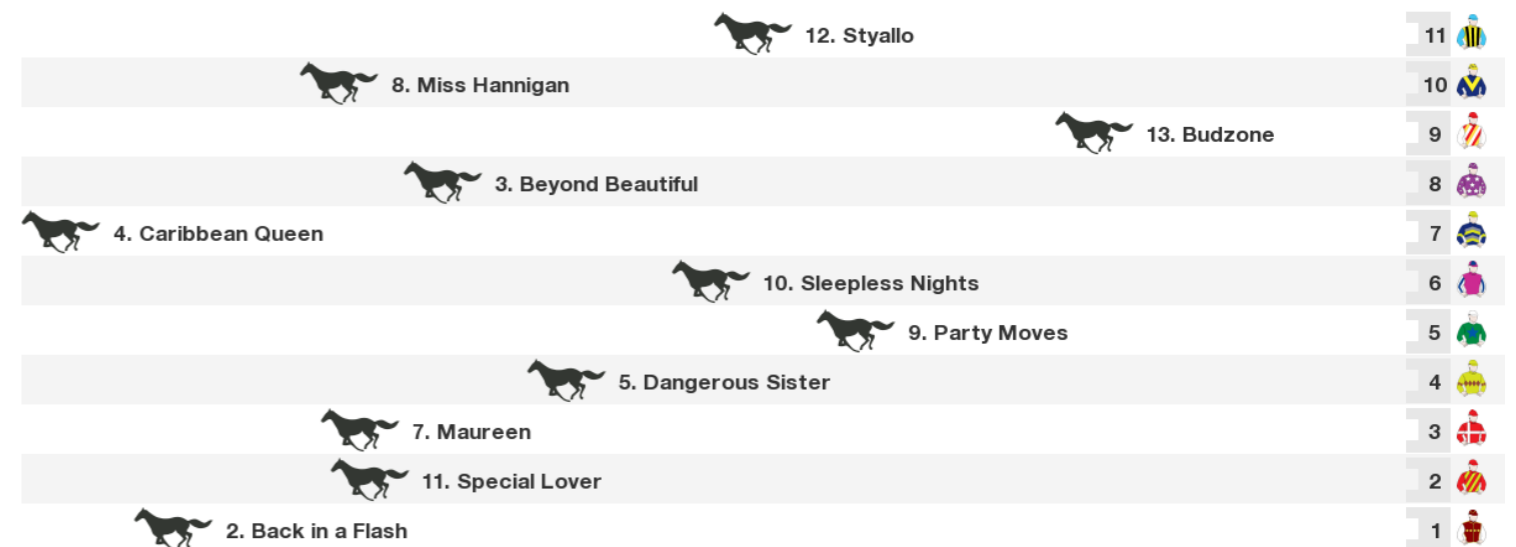 12. Styallo 11
8. Miss Hannigan 10
13. Budzone 9
3. Beyond Beautiful 8
4. Caribbean Queen 7
10. Sleepless Nights 6
9. Party Moves 5
5. Dangerous Sister 4
7. Maureen 3
11. Special Lover 2
2. Back in a Flash 1